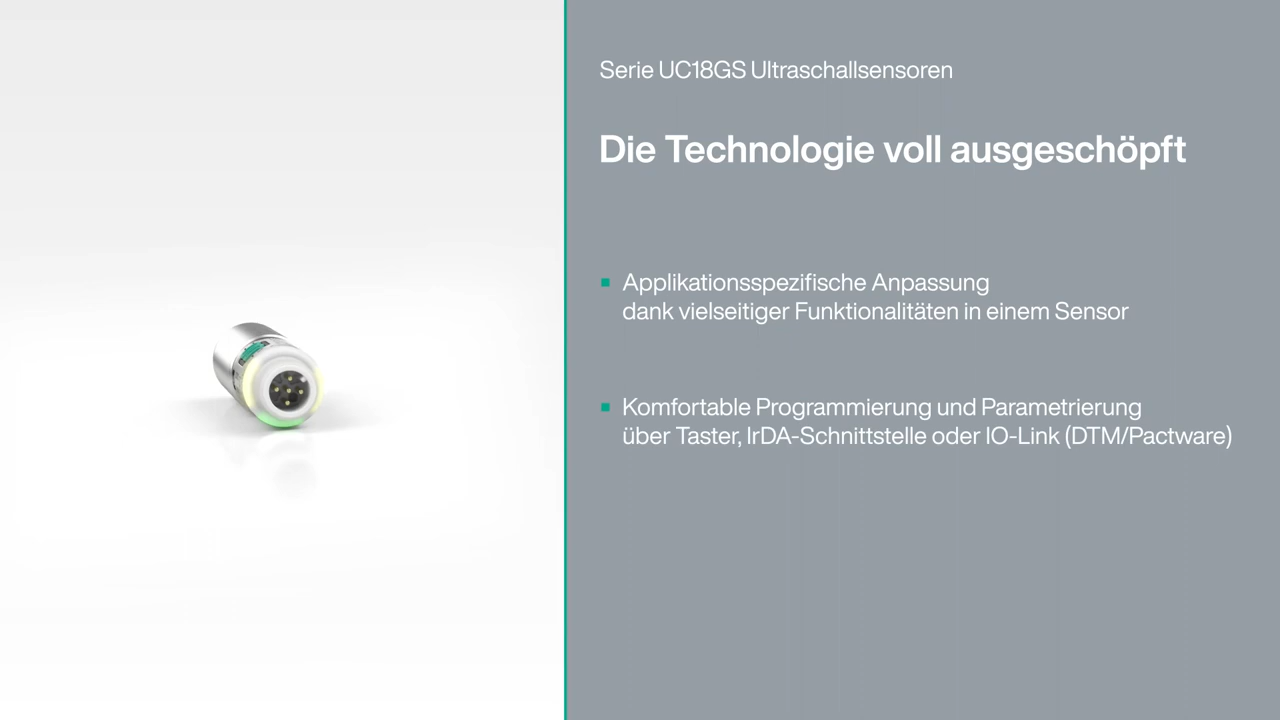 Serie UC18GS Ultraschallsensoren
Die Technologie voll ausgeschöpft
Applikationsspezifische Anpassung
dank vielseitiger Funktionalitäten in einem Sensor
Komfortable Programmierung und Parametrierung
über Taster, IrDA-Schnittstelle oder IO-Link (DTM/Pactware)